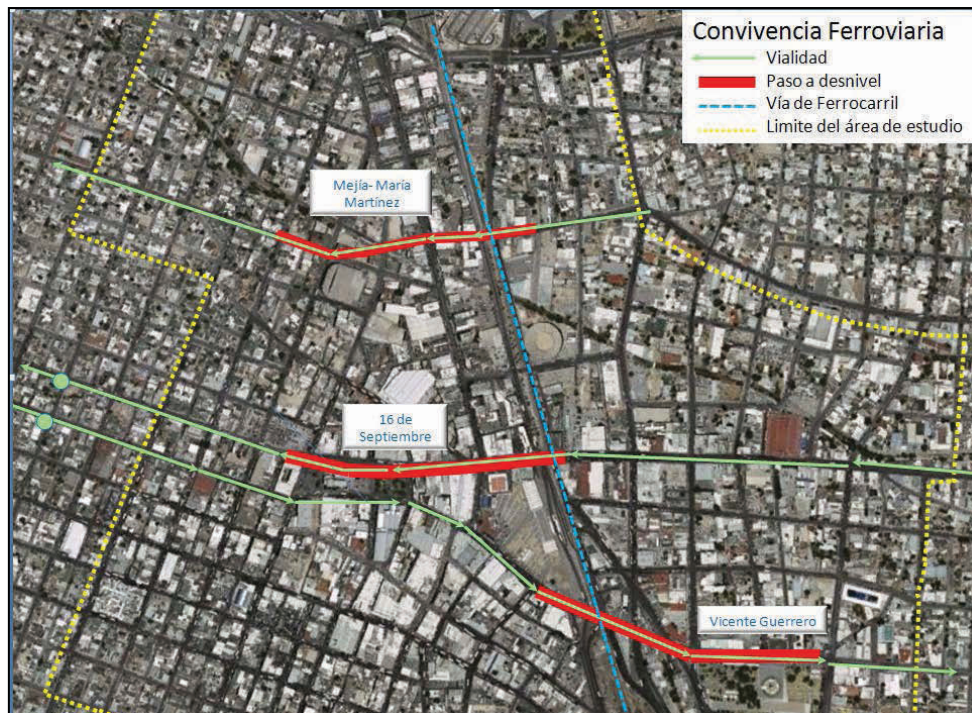 Convivencia Ferroviaria
Vialidad
Paso a desnivel
Vía de Ferrocarril
Limite del área de estudio
Mejía- María
Martínez
16 de
Septiembre
Vicente Guerrero